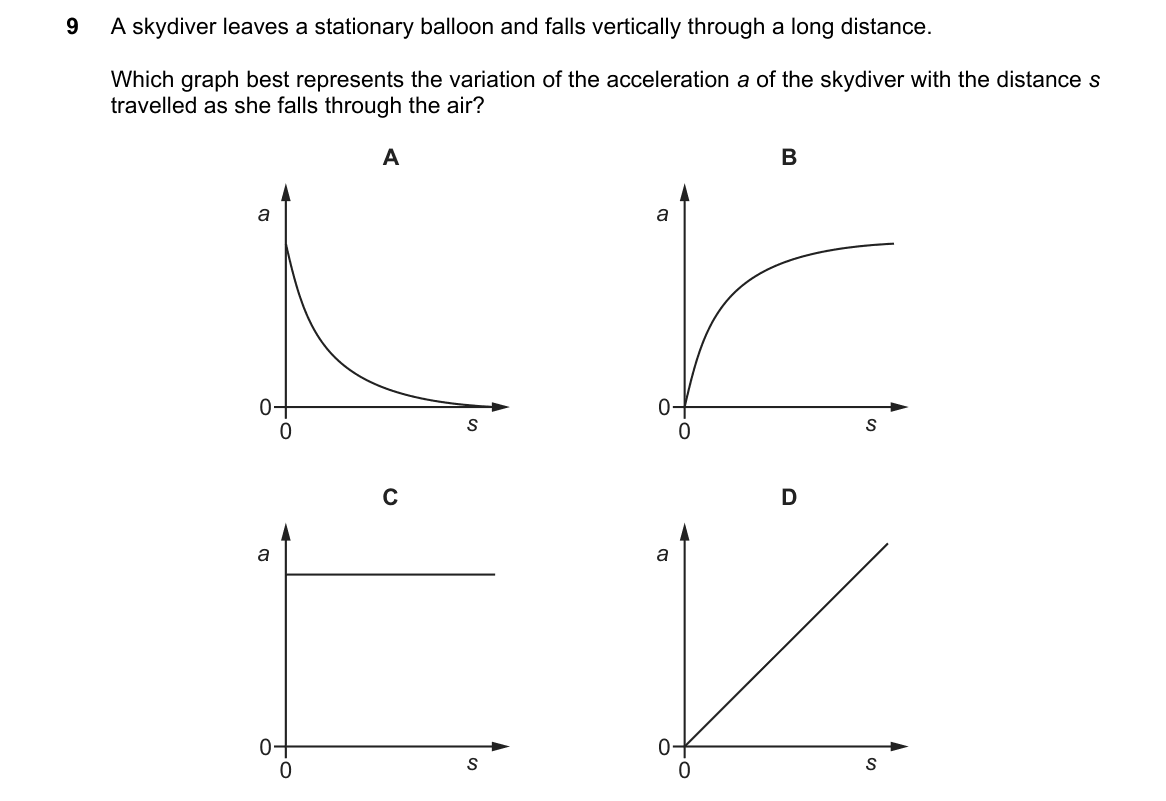 9 A skydiver leaves a stationary balloon and falls vertically through a long distance.
Which graph best represents the variation of the acceleration a of the skydiver with the distance s
travelled as she falls through the air?
A
B
a
a
0
0
s
0
0
s
C
D
a
a
0
0
s
0
0
s